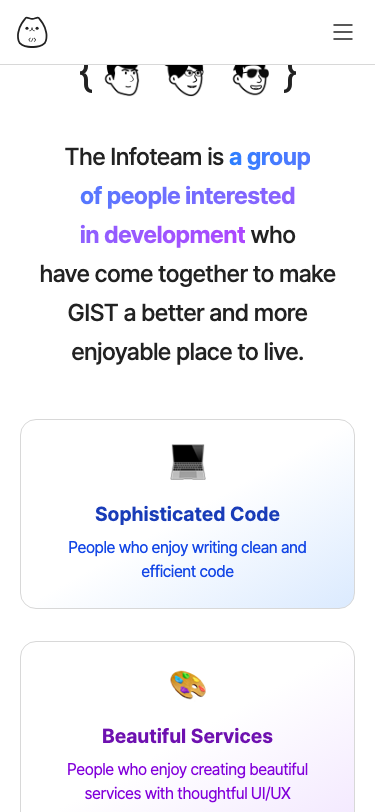 { }
The Infoteam is a group
of people interested
in development who
have come together to make
GIST a better and more
enjoyable place to live.
Sophisticated Code
People who enjoy writing clean and
efficient code
Beautiful Services
People who enjoy creating beautiful
services with thoughtful UI/UX